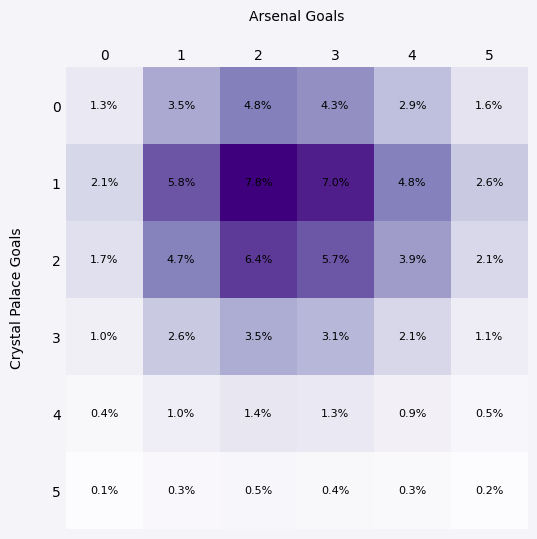 Arsenal Goals
0 1 2 3 4 5
0 1.3% 3.5% 4.8% 4.3% 2.9% 1.6%
1 2.1% 5.8% 7.8% 7.0% 4.8% 2.6%
2 1.7% 4.7% 6.4% 5.7% 3.9% 2.1%
3 1.0% 2.6% 3.5% 3.1% 2.1% 1.1%
4 0.4% 1.0% 1.4% 1.3% 0.9% 0.5%
5 0.1% 0.3% 0.5% 0.4% 0.3% 0.2%
Crystal Palace Goals